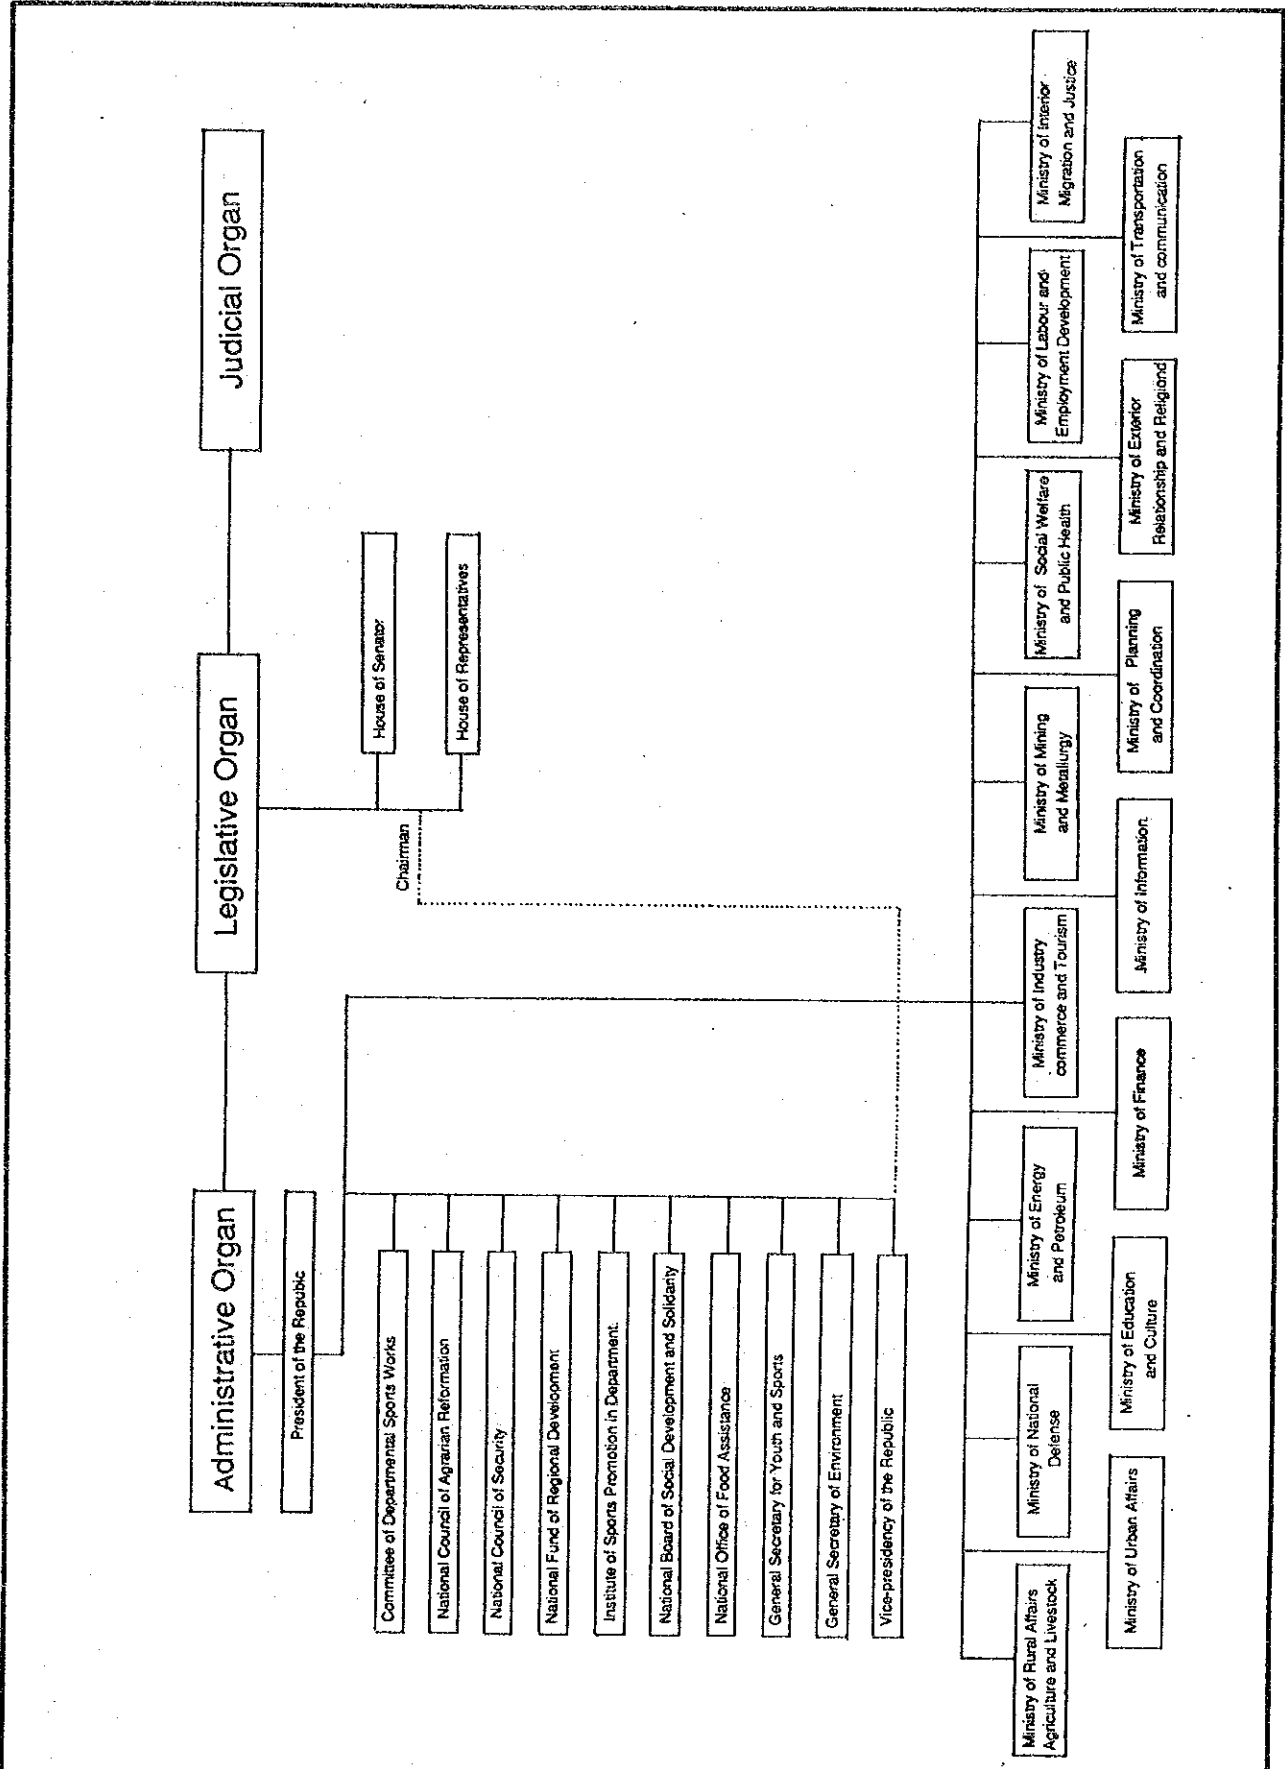 Administrative Organ
Legislative Organ
Judicial Organ
President of the Repubic
House of Senator
House of Representatives
Chairman
Committee of Departmental Sports Works
National Council of Agrarian Reformation
National Council of Security
National Fund of Regional Development
Institute of Sports Promotion in Department.
National Board of Social Development and Solidarity
National Office of Food Assistance
General Secretary for Youth and Sports
General Secretary of Environment
Vice-presidency of the Republic
Ministry of Rural Affairs
Agriculture and Livestock
Ministry of National
Defense
Ministry of Energy
and Petroleum
Ministry of Industry
commerce and Tourism
Ministry of Mining
and Metallurgy
Ministry of Social Welfare
and Public Health
Ministry of Labour and
Employment Development
Ministry of Interior
Migration and Justice
Ministry of Urban Affairs
Ministry of Education
and Culture
Ministry of Finance
Ministry of Information
Ministry of Planning
and Coordination
Ministry of Exterior
Relationship and Religiond
Ministry of Transportation
and communication